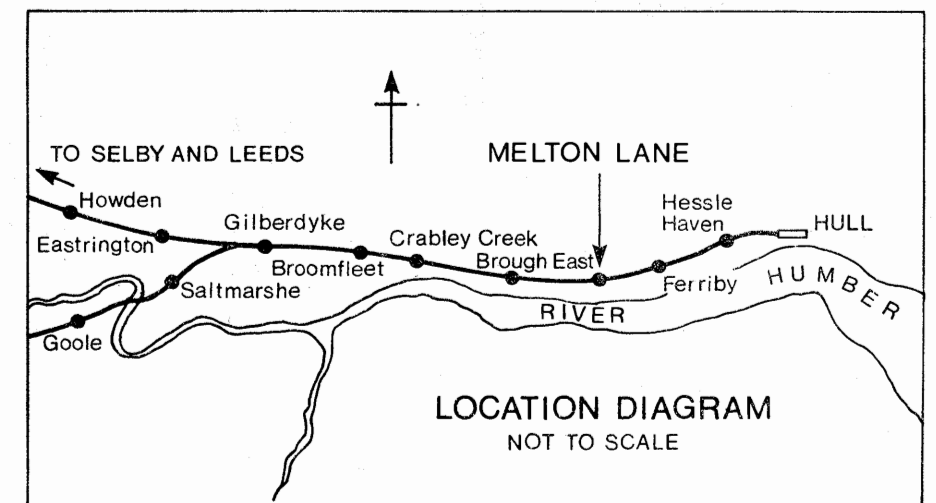 TO SELBY AND LEEDS
MELTON LANE
Howden
Hessle
Haven
HULL
Gilberdyke
Eastrington
Crabley Creek
Broomfleet
Brough East
Saltmarshe
Ferriby
HUMBER
RIVER
Goole
LOCATION DIAGRAM
NOT TO SCALE